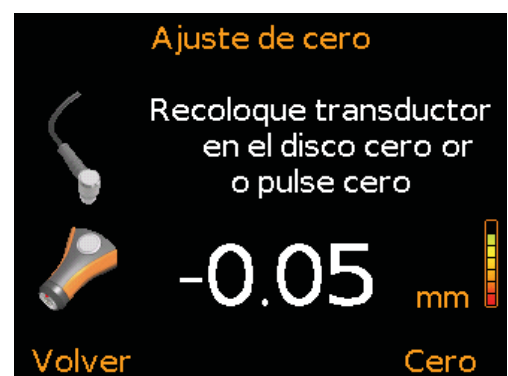 Ajuste de cero
Recoloque transductor
en el disco cero or
o pulse cero
-0.05 mm
Volver Cero